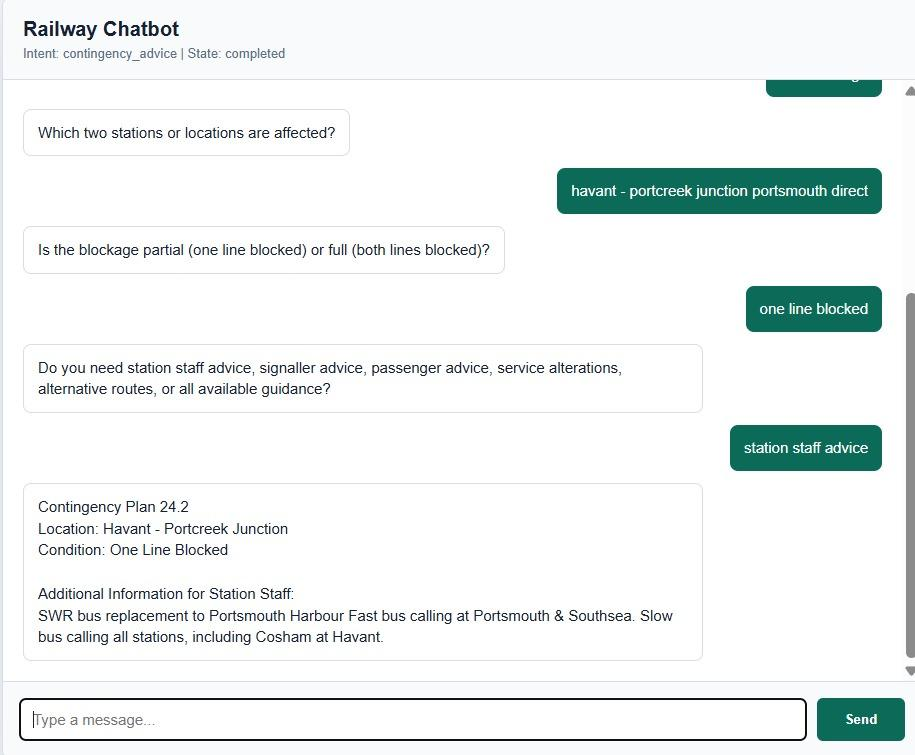 Railway Chatbot
Intent: contingency_advice | State: completed
Which two stations or locations are affected?
havant - portcreek junction portsmouth direct
Is the blockage partial (one line blocked) or full (both lines blocked)?
one line blocked
Do you need station staff advice, signaller advice, passenger advice, service alterations,
alternative routes, or all available guidance?
station staff advice
Contingency Plan 24.2
Location: Havant - Portcreek Junction
Condition: One Line Blocked
Additional Information for Station Staff:
SWR bus replacement to Portsmouth Harbour Fast bus calling at Portsmouth & Southsea. Slow
bus calling all stations, including Cosham at Havant.
Type a message...
Send